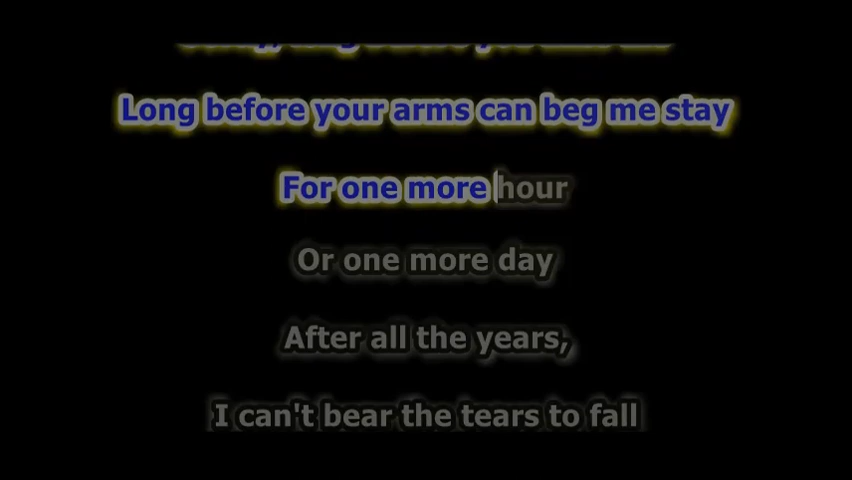 Long before your arms can beg me stay
For one more hour
Or one more day
After all the years,
I can't bear the tears to fall